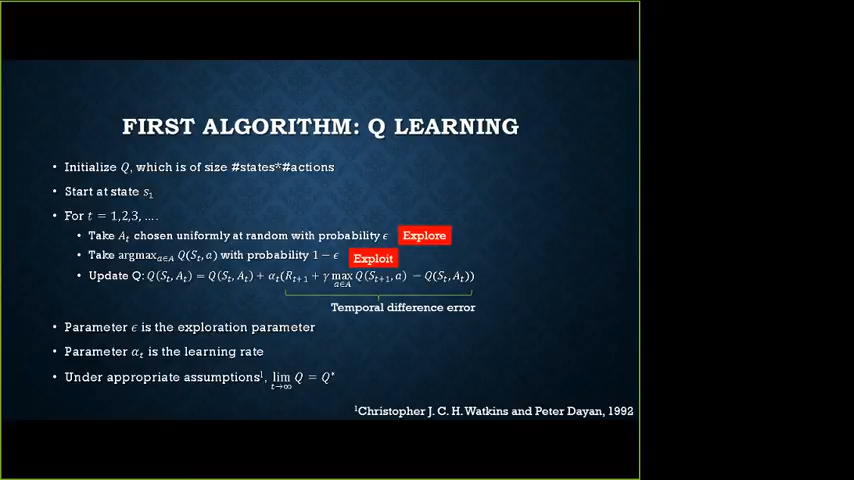 FIRST ALGORITHM: Q LEARNING
• Initialize Q, which is of size #states*#actions
• Start at state s₁
• For t = 1,2,3, ….
• Take Aₜ chosen uniformly at random with probability ϵ Explore
• Take argmaxₐ∈A Q(Sₜ, a) with probability 1 − ϵ Exploit
• Update Q: Q(Sₜ, Aₜ) = Q(Sₜ, Aₜ) + αₜ(Rₜ₊₁ + γ max a∈A Q(Sₜ₊₁, a) − Q(Sₜ, Aₜ))
Temporal difference error
• Parameter ϵ is the exploration parameter
• Parameter αₜ is the learning rate
• Under appropriate assumptions¹, lim t→∞ Q = Q*
¹Christopher J. C. H. Watkins and Peter Dayan, 1992